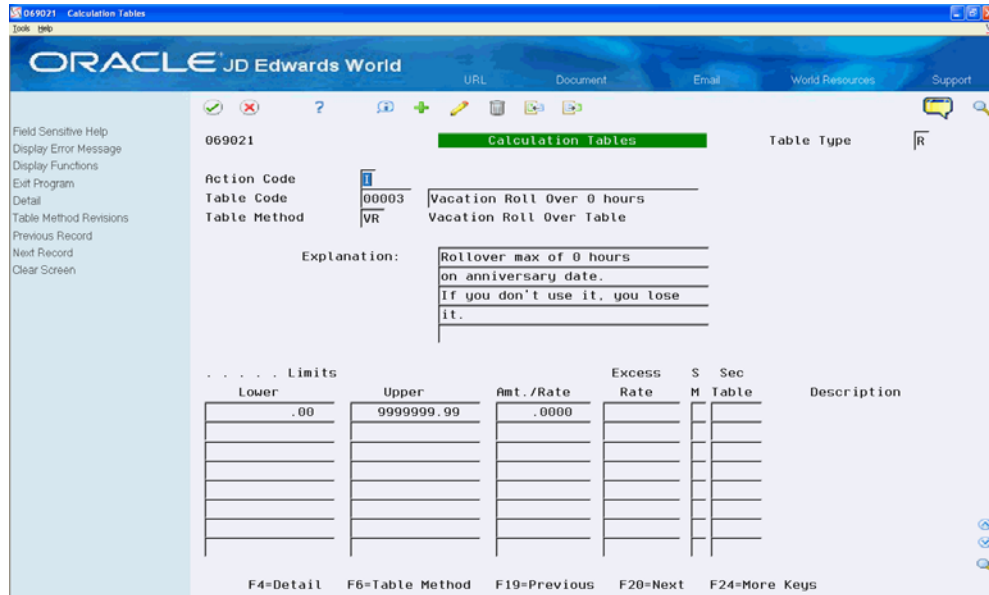 069021 Calculation Tables
Tools Help
ORACLE JD Edwards World
URL Document Email World Resources Support
Field Sensitive Help
Display Error Message
Display Functions
Exit Program
Detail
Table Method Revisions
Previous Record
Next Record
Clear Screen
069021 Calculation Tables Table Type R
Action Code I
Table Code 00003 Vacation Roll Over 0 hours
Table Method VR Vacation Roll Over Table
Explanation: Rollover max of 0 hours
on anniversary date.
If you don't use it, you lose
it.
. . . . . Limits Excess S Sec
Lower Upper Amt./Rate Rate M Table Description
.00 9999999.99 .0000
F4=Detail F6=Table Method F19=Previous F20=Next F24=More Keys